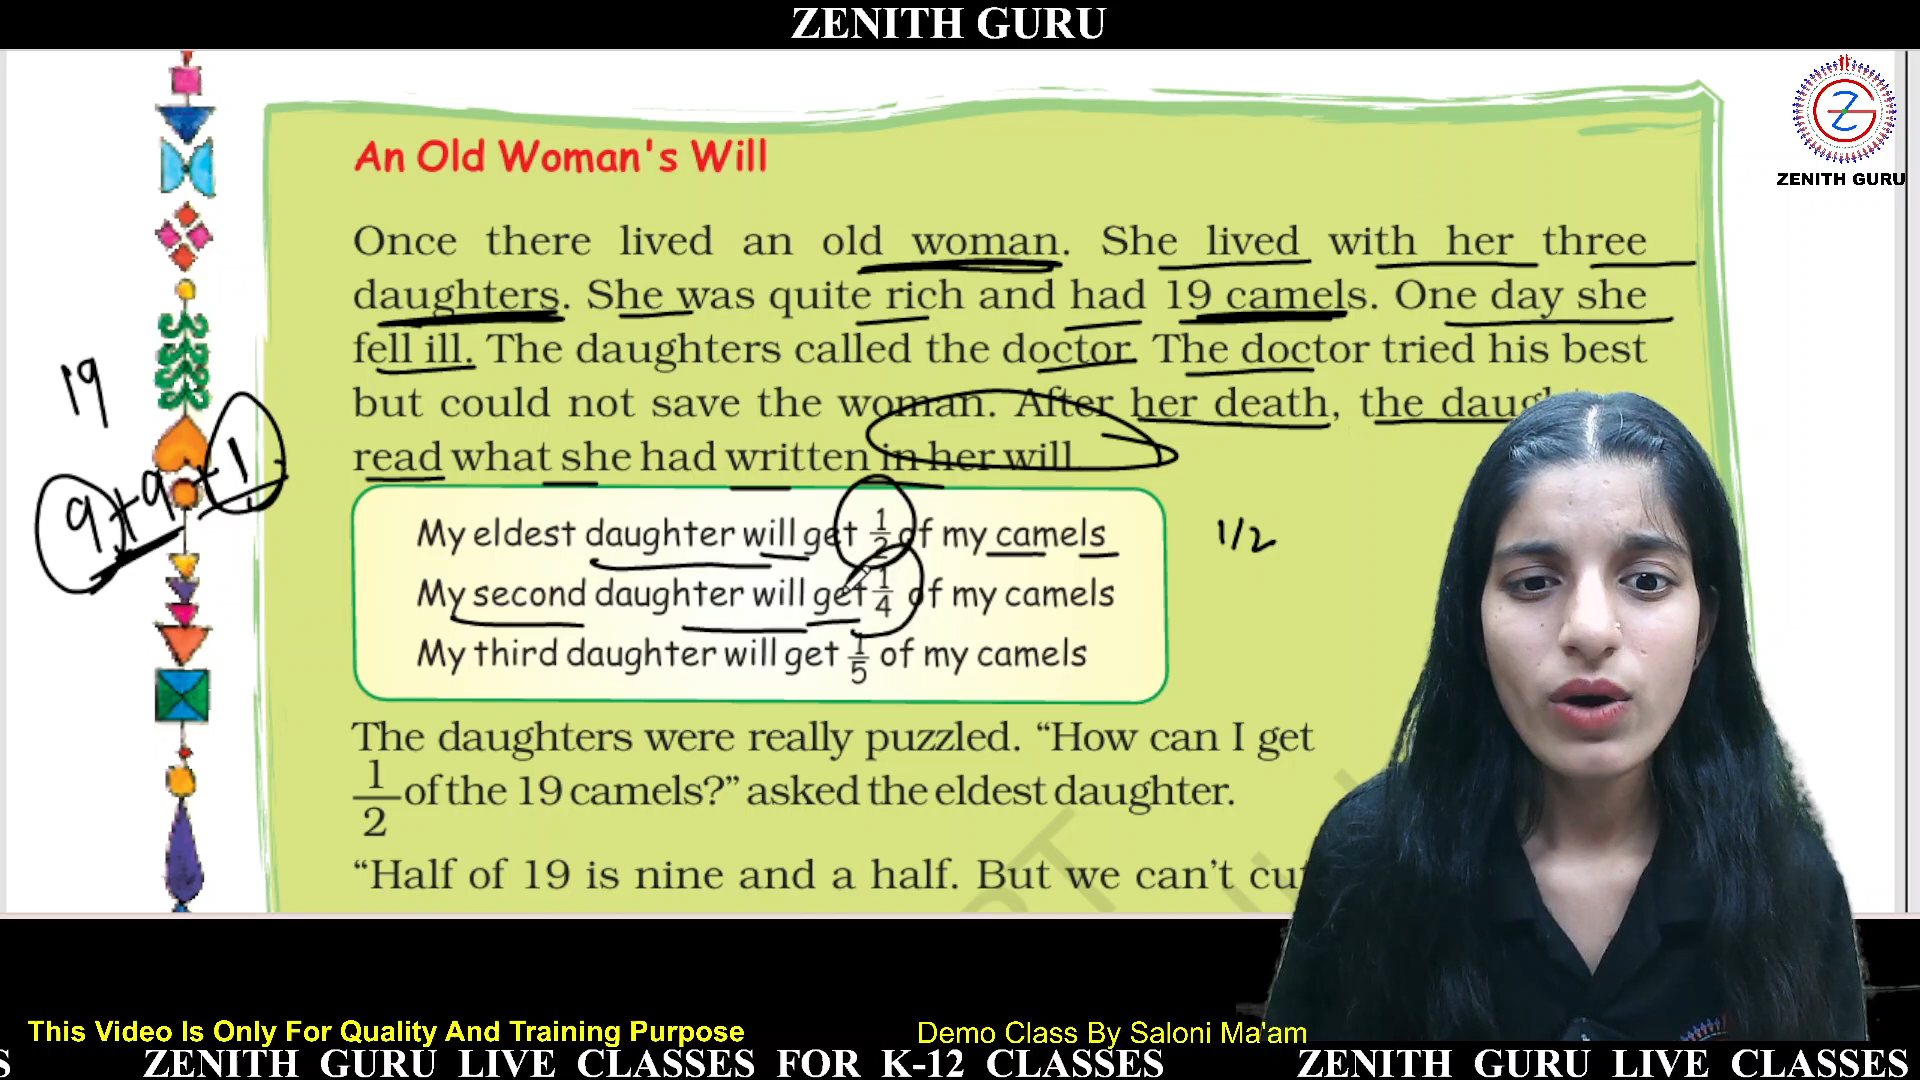 ZENITH GURU
ZENITH GURU
An Old Woman's Will
Once there lived an old woman. She lived with her three
daughters. She was quite rich and had 19 camels. One day she
fell ill. The daughters called the doctor. The doctor tried his best
but could not save the woman. After her death, the
read what she had written in her will
19
9+9+1
My eldest daughter will get 1/2 of my camels
1/2
My second daughter will get 1/4 of my camels
My third daughter will get 1/5 of my camels
The daughters were really puzzled. “How can I get
1/2 of the 19 camels?” asked the eldest daughter.
“Half of 19 is nine and a half. But we can’t
This Video Is Only For Quality And Training Purpose
Demo Class By Saloni Ma'am
S ZENITH GURU LIVE CLASSES FOR K-12 CLASSES ZENITH GURU LIVE CLASSES